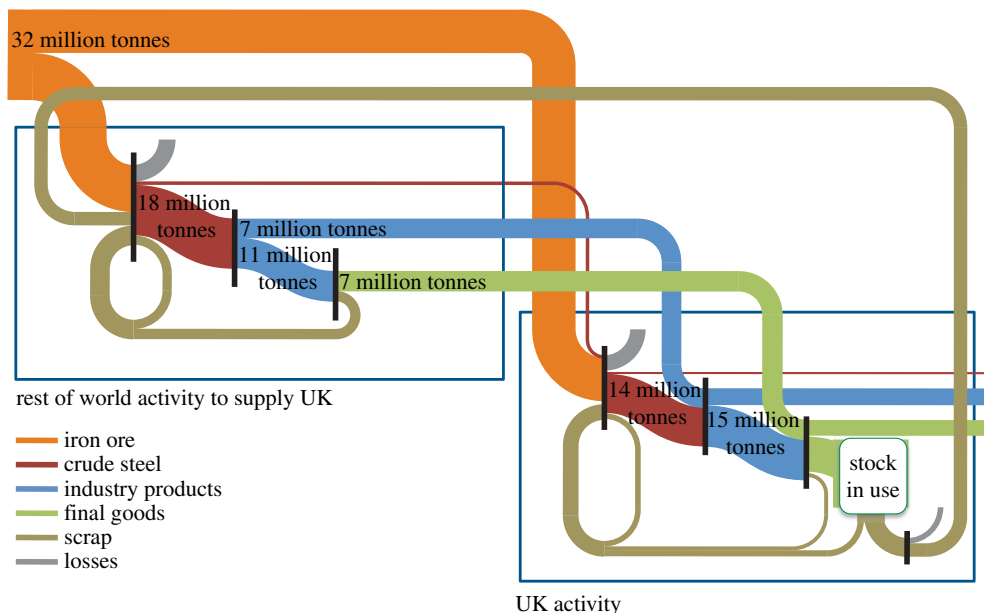 32 million tonnes
18 million
tonnes
7 million tonnes
11 million
tonnes
7 million tonnes
rest of world activity to supply UK
14 million
tonnes
15 million
tonnes
stock
in use
iron ore
crude steel
industry products
final goods
scrap
losses
UK activity